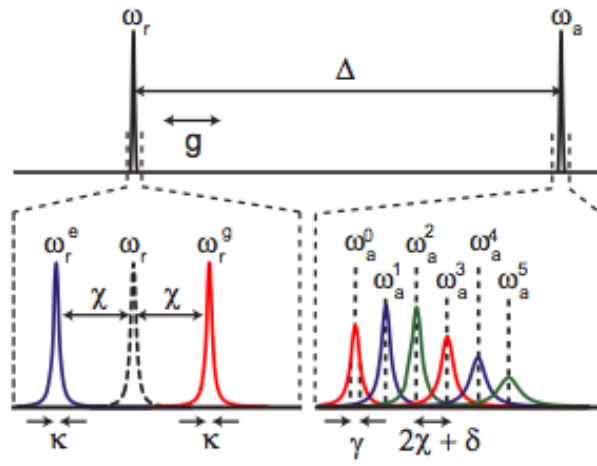 ωᵣ ωₐ
Δ
g
ωᵣᵉ ωᵣ ωᵣᵍ
χ χ
κ κ
ωₐ⁰ ωₐ¹ ωₐ² ωₐ³ ωₐ⁴ ωₐ⁵
γ 2χ + δ